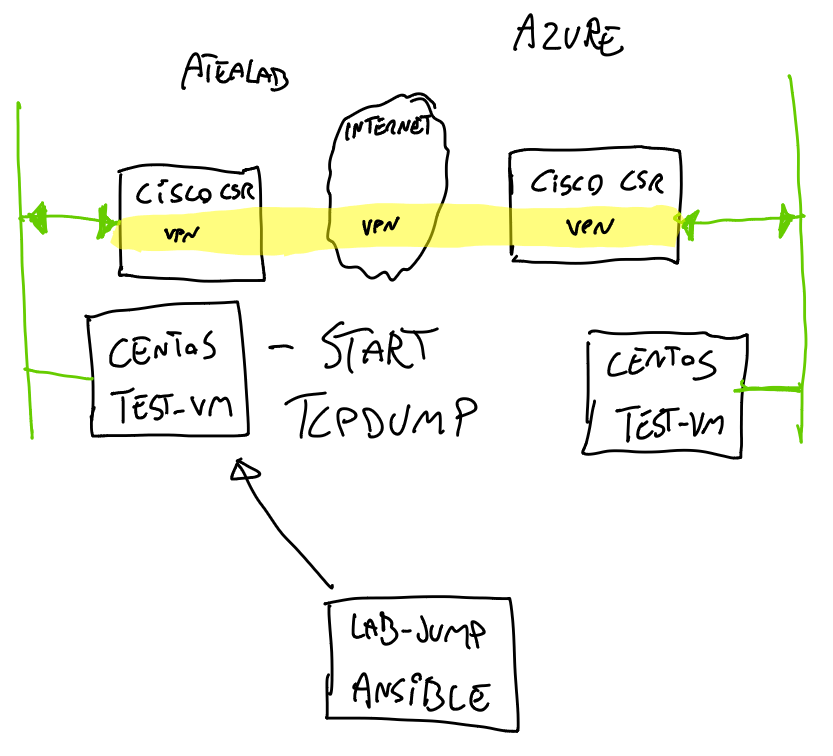 ATEALAB
AZURE
INTERNET
CISCO CSR
VPN
VPN
CISCO CSR
VPN
CENTOS
TEST-VM
- START
TCPDUMP
CENTOS
TEST-VM
LAB-JUMP
ANSIBLE